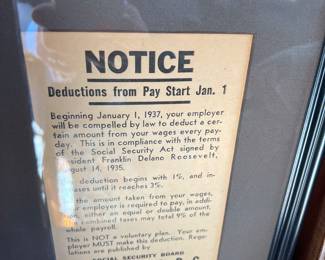 NOTICE
Deductions from Pay Start Jan. 1
Beginning January 1, 1937, your employer
will be compelled by law to deduct a cer-
tain amount from your wages every pay-
day. This is in compliance with the terms
of the Social Security Act signed by
esident Franklin Delano Roosevelt,
ugust 14, 1935.
deduction begins with 1%, and in-
ases until it reaches 3%.
the amount taken from your wages,
r employer is required to pay, in addi-
on, either an equal or double amount.
combined taxes may total 9% of the
whole payroll.
This is NOT a voluntary plan. Your em-
ployer MUST make this deduction. Regu-
lations are published by
SOCIAL SECURITY BOARD